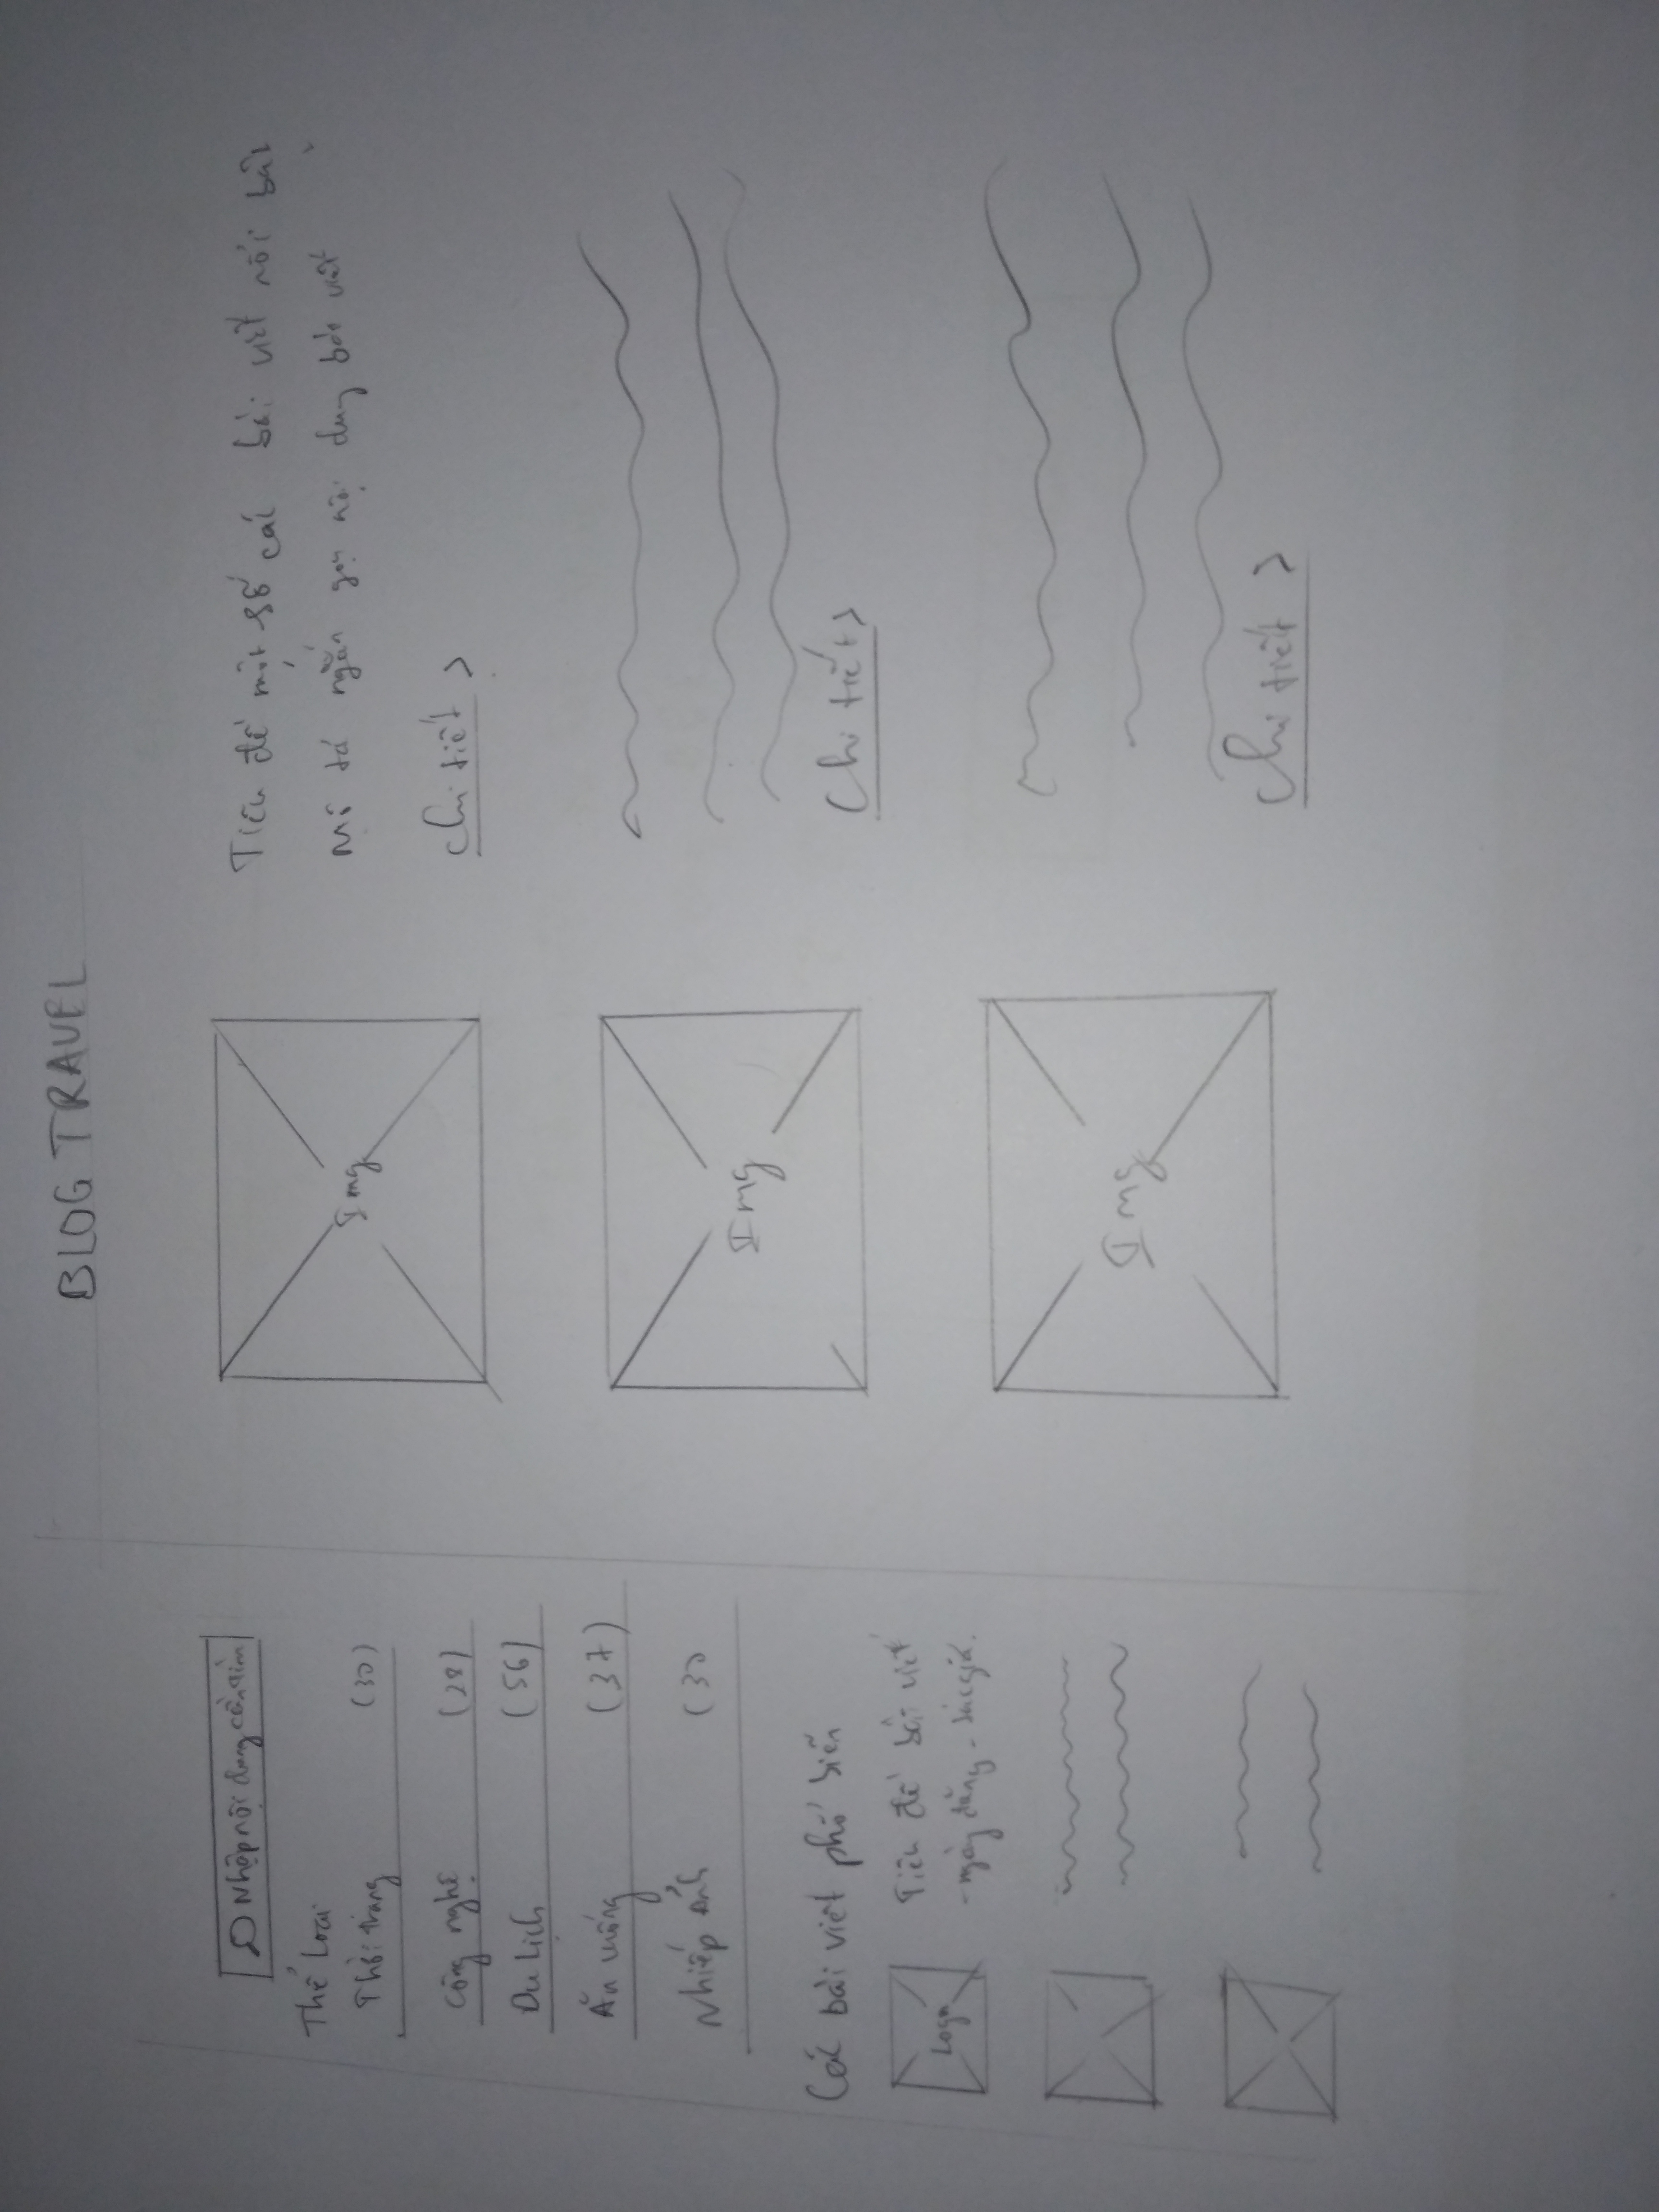 BLOG TRAVEL
Nhập nội dung cần tìm
Thể loại
Thời trang (30)
Công nghệ (28)
Du lịch (56)
Ăn uống (37)
Nhiếp ảnh (30
Các bài viết phổ biến
Logo
Tiêu đề bài viết
- ngày đăng - tác giả.
Img
Tiêu đề một số các bài viết nổi bật
Mô tả ngắn gọn nội dung bài viết
Chi tiết >
Img
Chi tiết >
Img
Chi tiết >